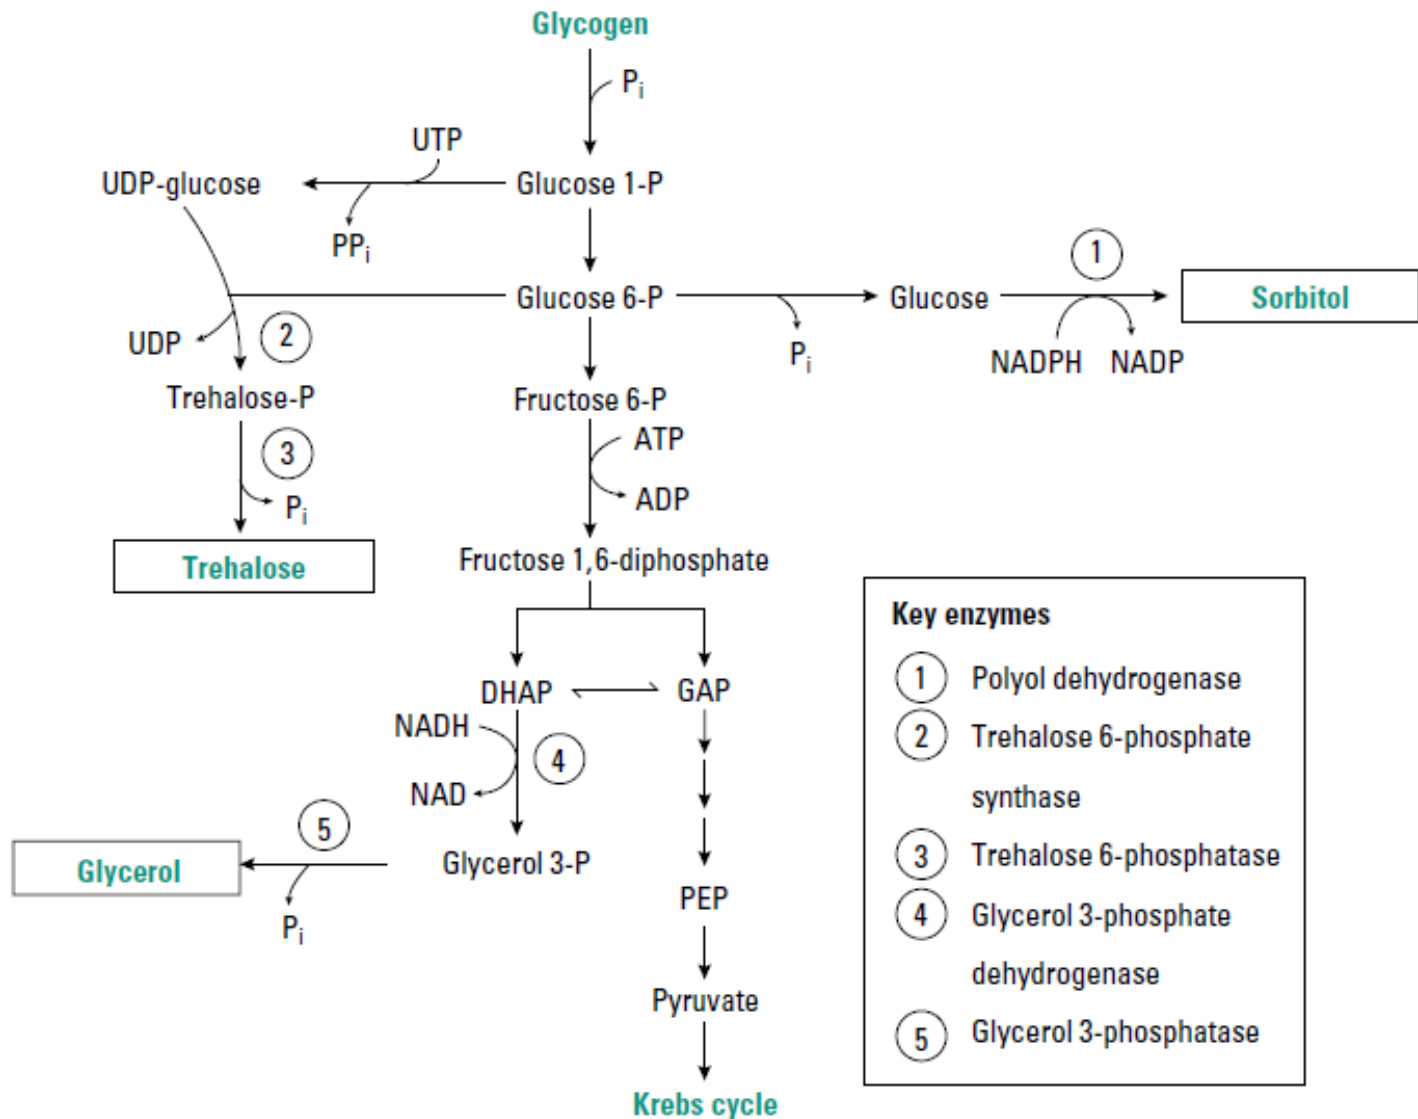 Glycogen
Pi
UTP
UDP-glucose
Glucose 1-P
PPi
1
Glucose 6-P
Glucose
Sorbitol
UDP
2
Pi
NADPH
NADP
Trehalose-P
Fructose 6-P
3
ATP
Pi
ADP
Trehalose
Fructose 1,6-diphosphate
Key enzymes
1 Polyol dehydrogenase
2 Trehalose 6-phosphate
synthase
3 Trehalose 6-phosphatase
4 Glycerol 3-phosphate
dehydrogenase
5 Glycerol 3-phosphatase
DHAP
GAP
NADH
4
NAD
5
Glycerol
Glycerol 3-P
Pi
PEP
Pyruvate
Krebs cycle